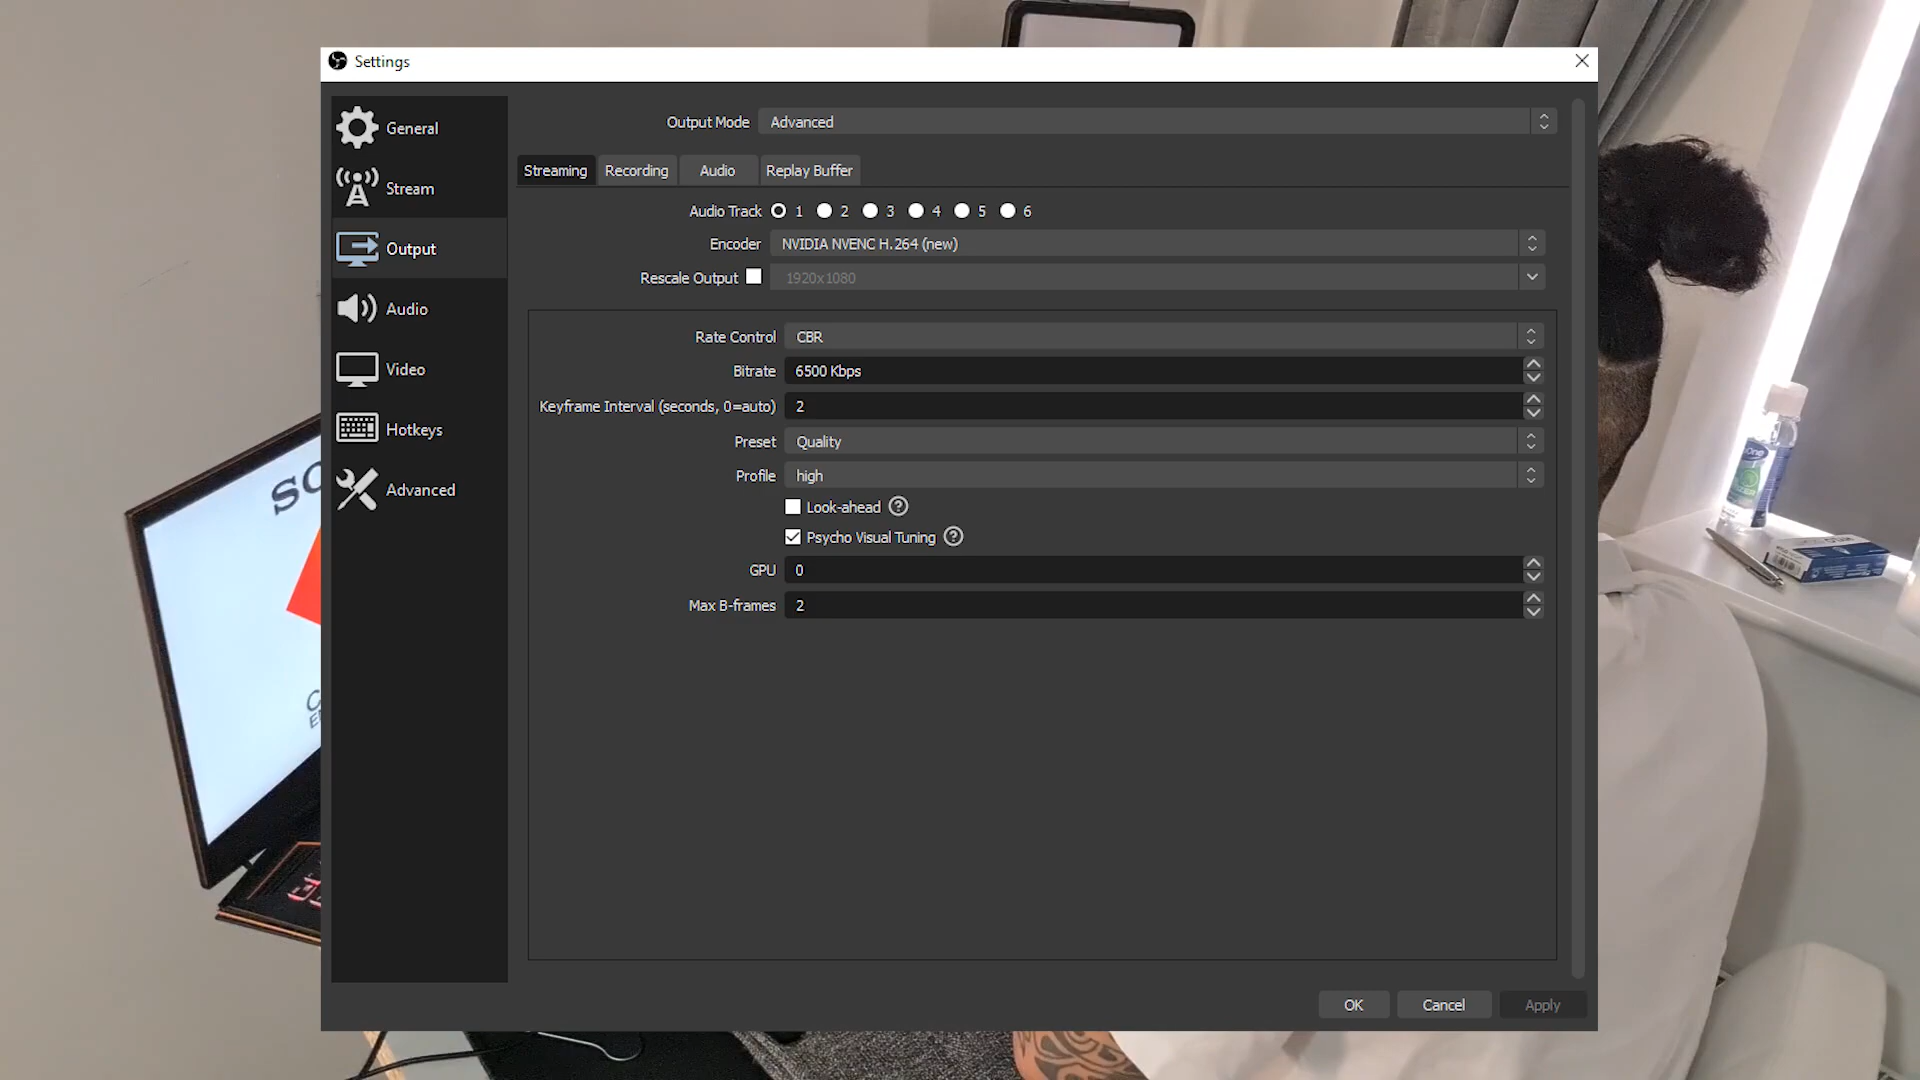 Settings
General
Stream
Output
Audio
Video
Hotkeys
Advanced
Output Mode Advanced
Streaming Recording Audio Replay Buffer
Audio Track 1 2 3 4 5 6
Encoder NVIDIA NVENC H.264 (new)
Rescale Output 1920x1080
Rate Control CBR
Bitrate 6500 Kbps
Keyframe Interval (seconds, 0=auto) 2
Preset Quality
Profile high
Look-ahead ?
Psycho Visual Tuning ?
GPU 0
Max B-frames 2
OK Cancel Apply